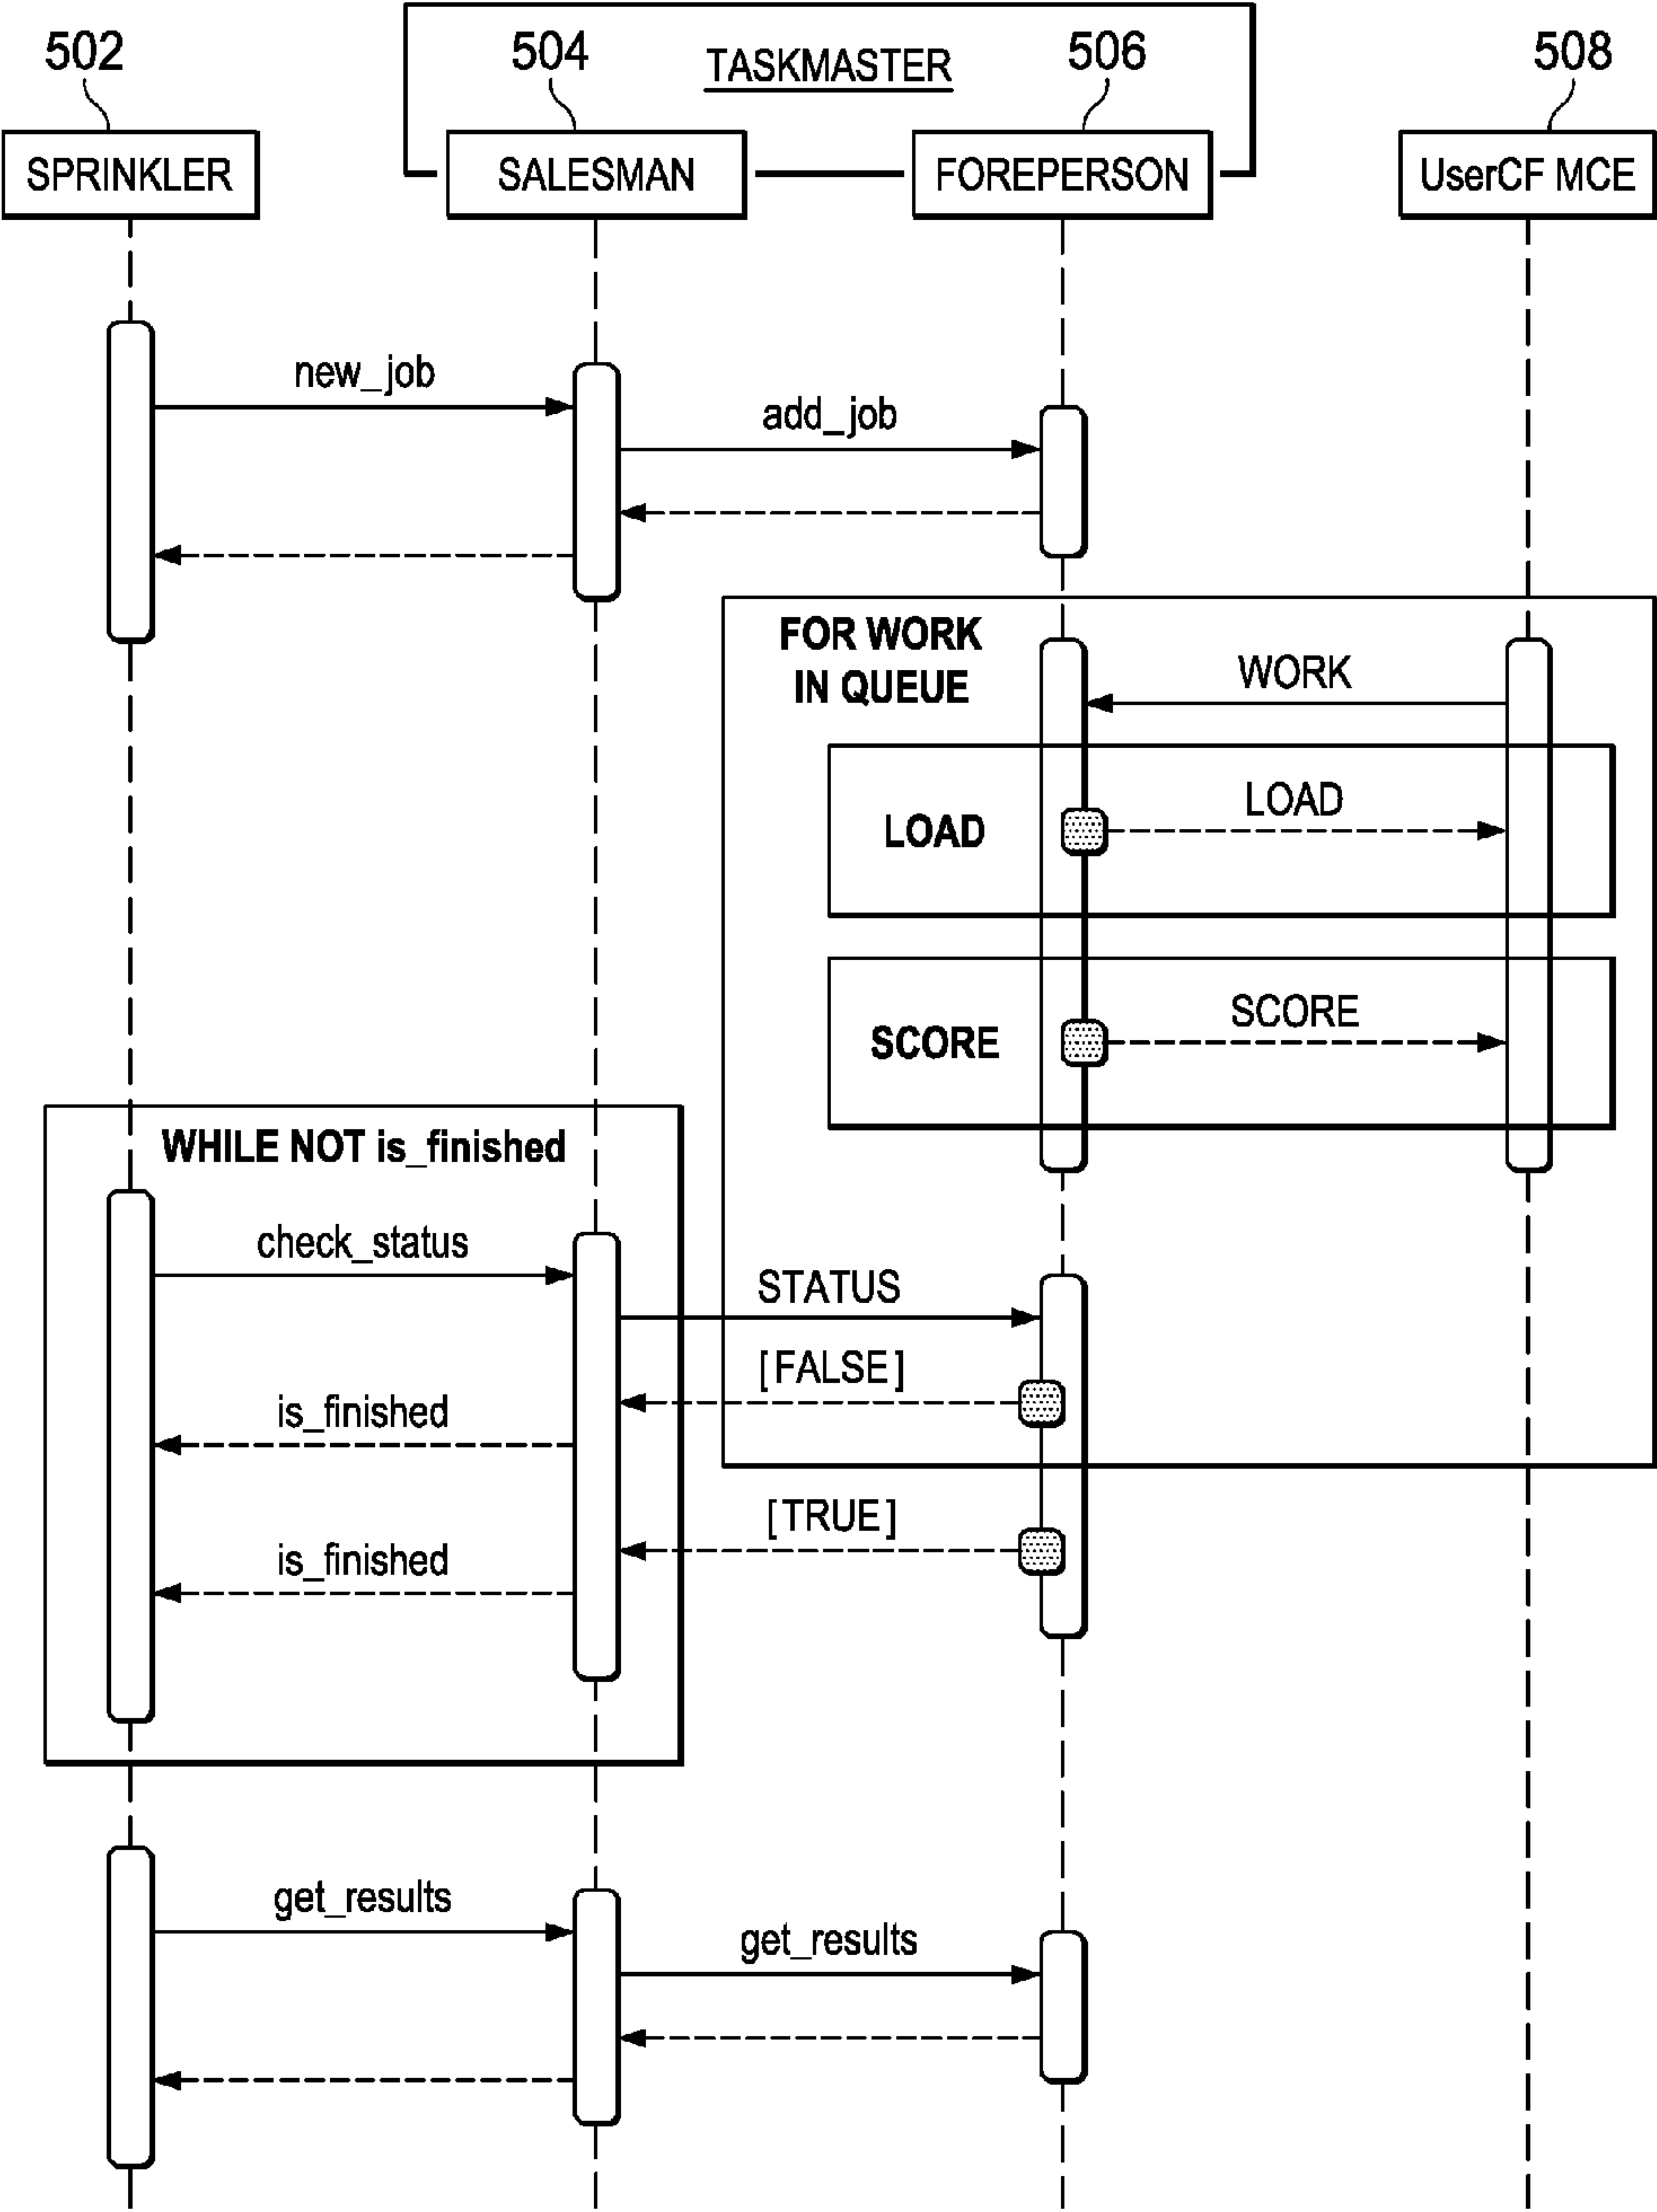 502
504
TASKMASTER
506
508
SPRINKLER
SALESMAN
FOREPERSON
UserCF MCE
new_job
add_job
FOR WORK
IN QUEUE
WORK
LOAD
LOAD
SCORE
SCORE
WHILE NOT is_finished
check_status
STATUS
[FALSE]
is_finished
[TRUE]
is_finished
get_results
get_results